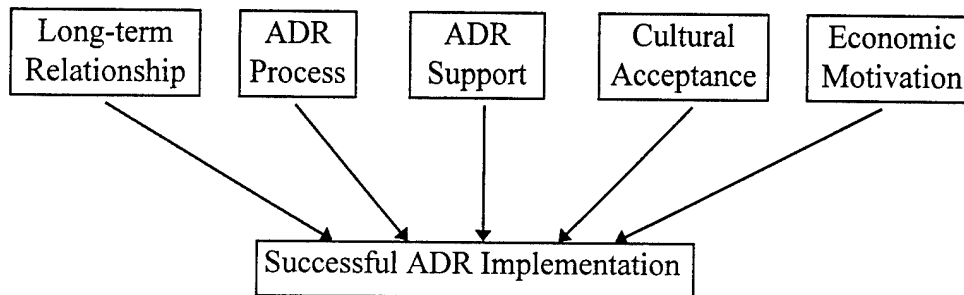 Long-term
Relationship
ADR
Process
ADR
Support
Cultural
Acceptance
Economic
Motivation
Successful ADR Implementation